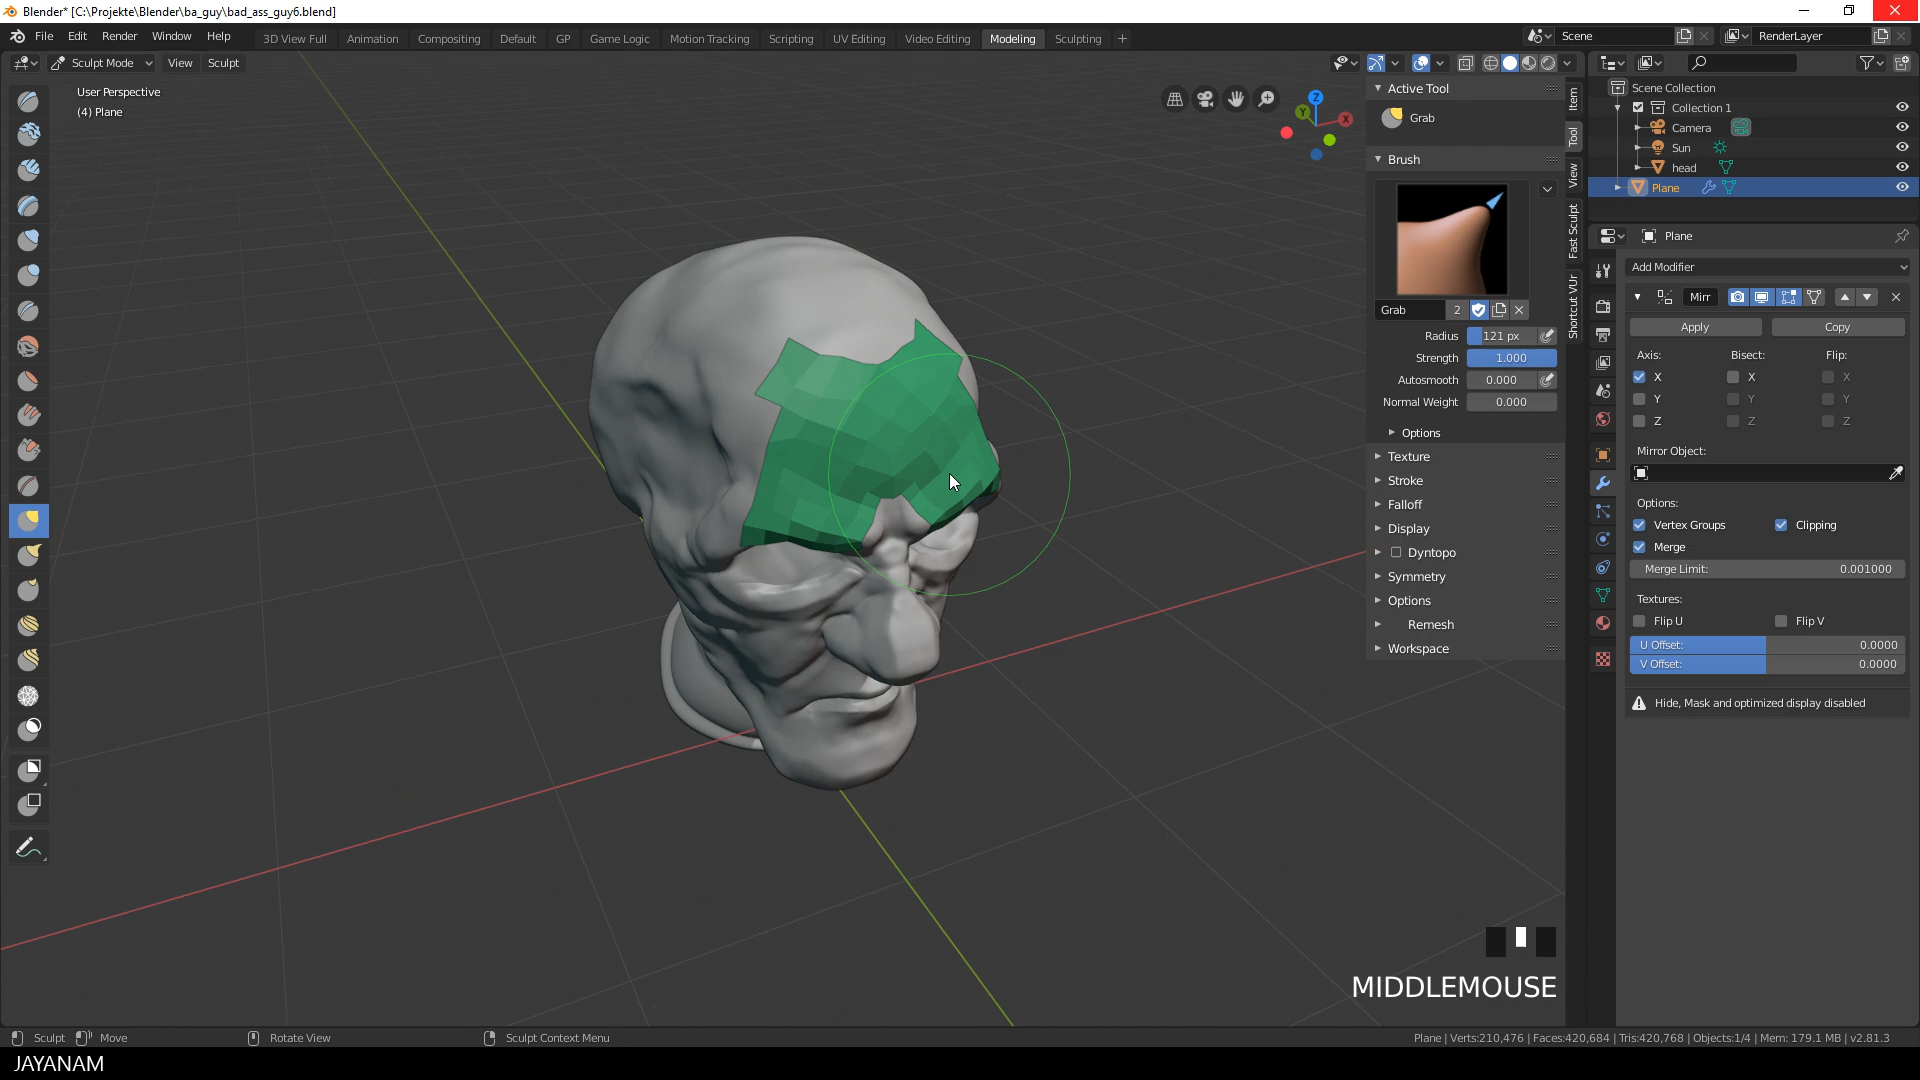 Blender* [C:\Projekte\Blender\ba_guy\bad_ass_guy6.blend]
File Edit Render Window Help
3D View Full Animation Compositing Default GP Game Logic Motion Tracking Scripting UV Editing Video Editing Modeling Sculpting +
Scene
RenderLayer
Sculpt Mode View Sculpt
User Perspective
(4) Plane
Z
Y
X
Active Tool
Grab
Brush
Grab 2
Radius 121 px
Strength 1.000
Autosmooth 0.000
Normal Weight 0.000
Options
Texture
Stroke
Falloff
Display
Dyntopo
Symmetry
Options
Remesh
Workspace
Item
Tool
View
Fast Sculpt
Shortcut VUr
Scene Collection
Collection 1
Camera
Sun
head
Plane
Plane
Add Modifier
Mirr
Apply Copy
Axis: Bisect: Flip:
X X X
Y Y Y
Z Z Z
Mirror Object:
Options:
Vertex Groups Clipping
Merge
Merge Limit: 0.001000
Textures:
Flip U Flip V
U Offset: 0.0000
V Offset: 0.0000
Hide, Mask and optimized display disabled
MIDDLEMOUSE
Sculpt Move Rotate View Sculpt Context Menu
Plane | Verts:210,476 | Faces:420,684 | Tris:420,768 | Objects:1/4 | Mem: 179.1 MB | v2.81.3
JAYANAM